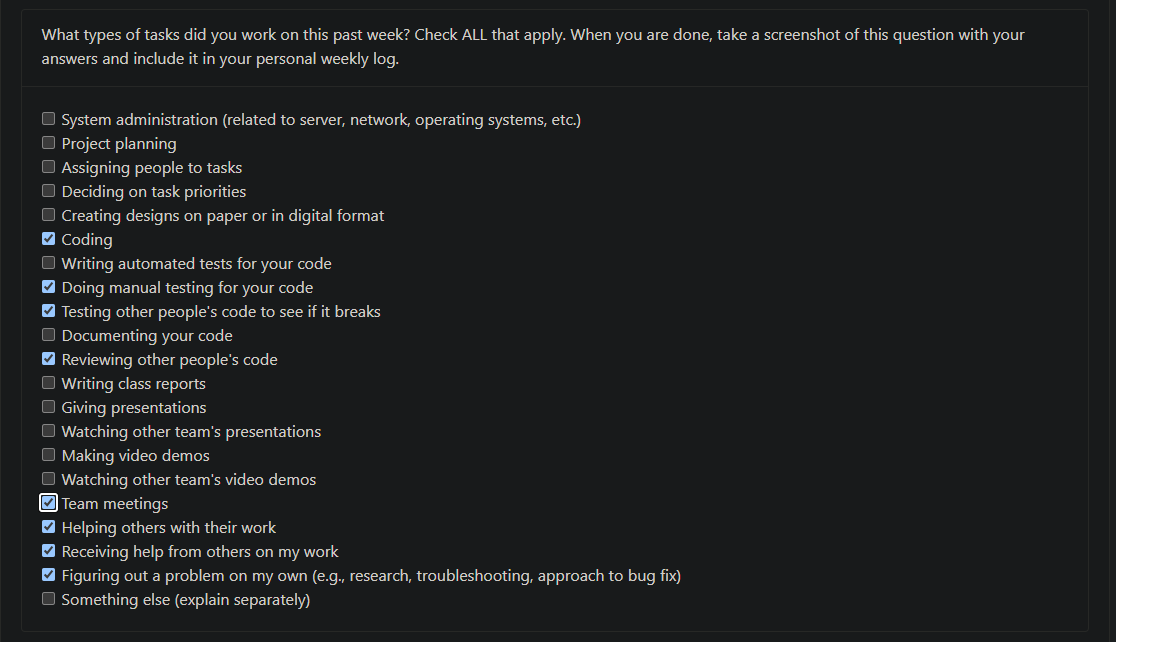 What types of tasks did you work on this past week? Check ALL that apply. When you are done, take a screenshot of this question with your
answers and include it in your personal weekly log.
System administration (related to server, network, operating systems, etc.)
Project planning
Assigning people to tasks
Deciding on task priorities
Creating designs on paper or in digital format
Coding
Writing automated tests for your code
Doing manual testing for your code
Testing other people's code to see if it breaks
Documenting your code
Reviewing other people's code
Writing class reports
Giving presentations
Watching other team's presentations
Making video demos
Watching other team's video demos
Team meetings
Helping others with their work
Receiving help from others on my work
Figuring out a problem on my own (e.g., research, troubleshooting, approach to bug fix)
Something else (explain separately)